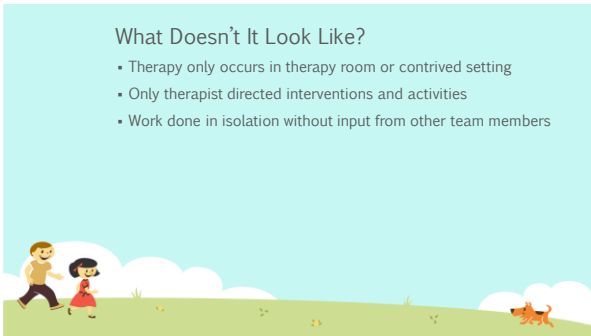 What Doesn't It Look Like?
▪ Therapy only occurs in therapy room or contrived setting
▪ Only therapist directed interventions and activities
▪ Work done in isolation without input from other team members